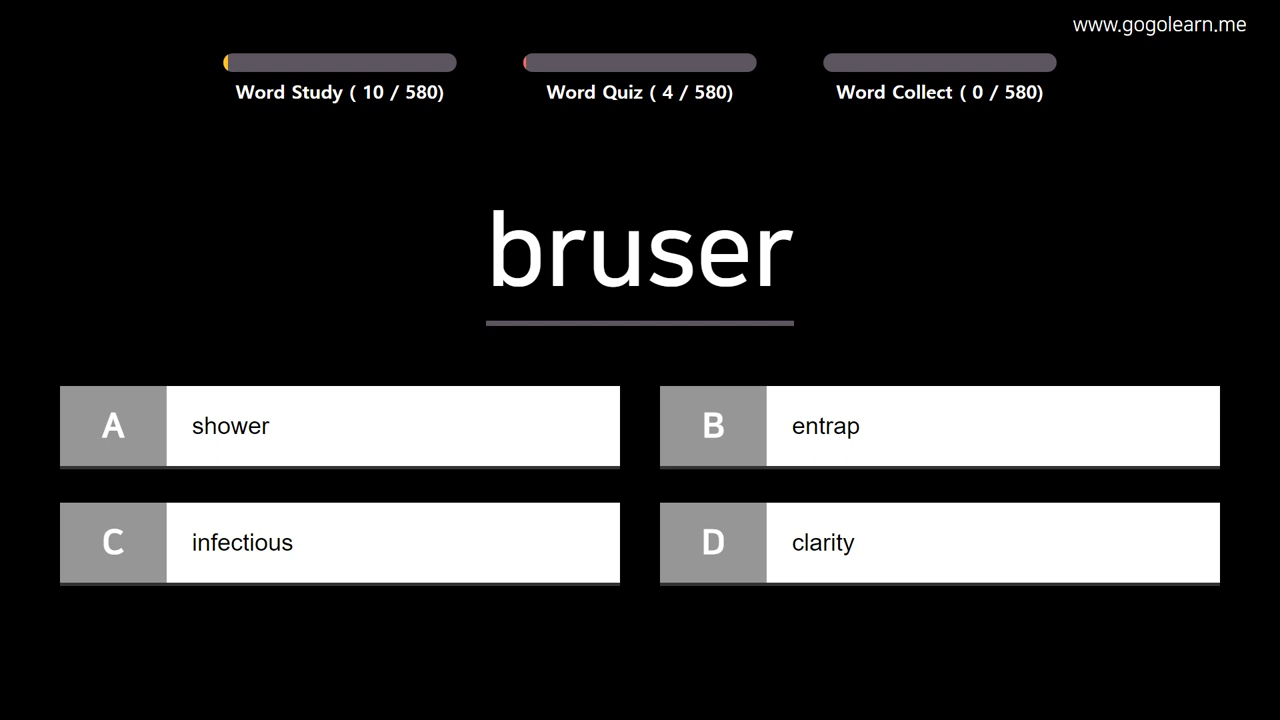 www.gogolearn.me
Word Study ( 10 / 580)
Word Quiz ( 4 / 580)
Word Collect ( 0 / 580)
bruser
A shower
B entrap
C infectious
D clarity